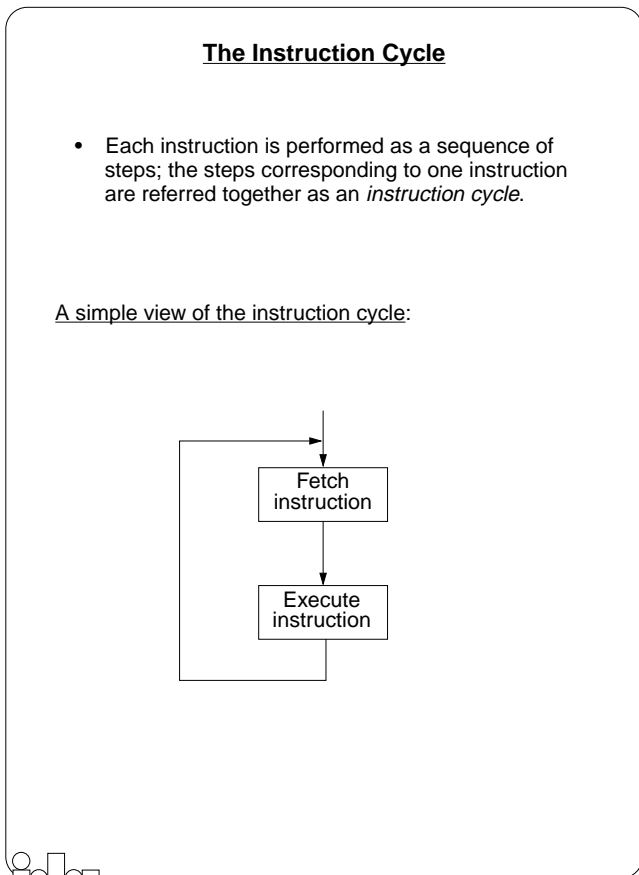 The Instruction Cycle
• Each instruction is performed as a sequence of
steps; the steps corresponding to one instruction
are referred together as an instruction cycle.
A simple view of the instruction cycle:
Fetch
instruction
Execute
instruction